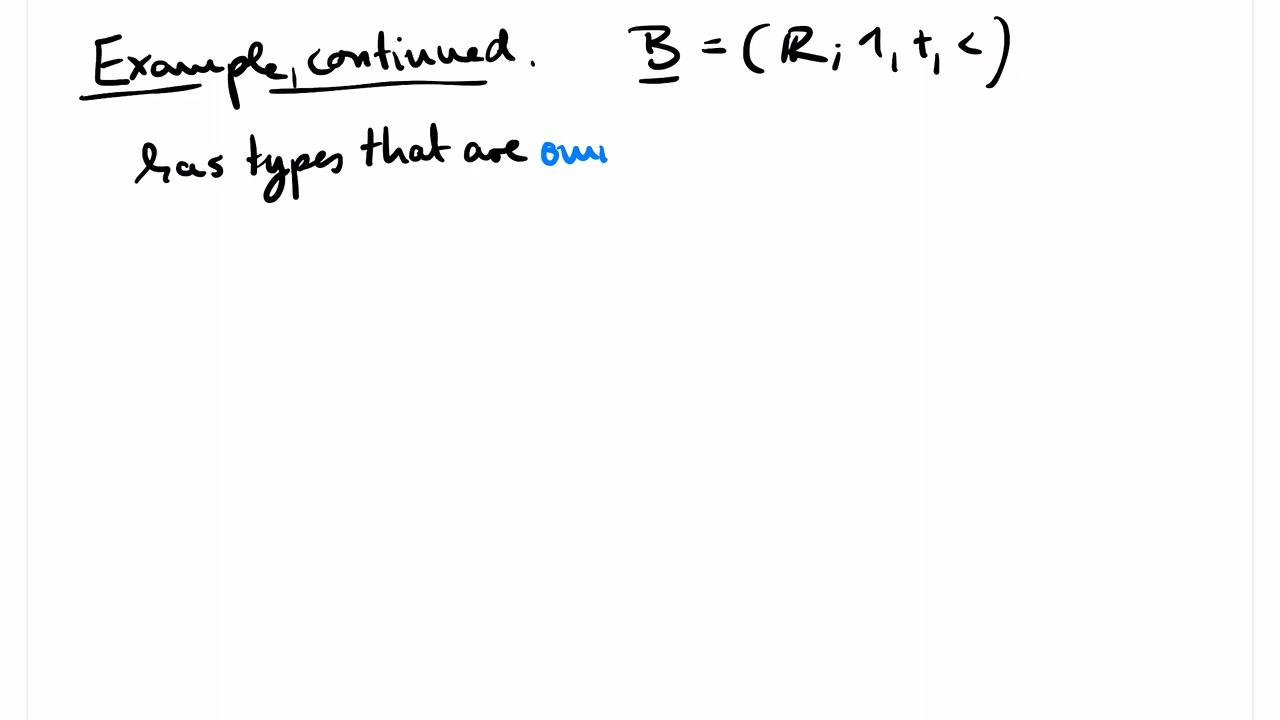 Example, continued. B = (ℝ; 1, +, <)
has types that are